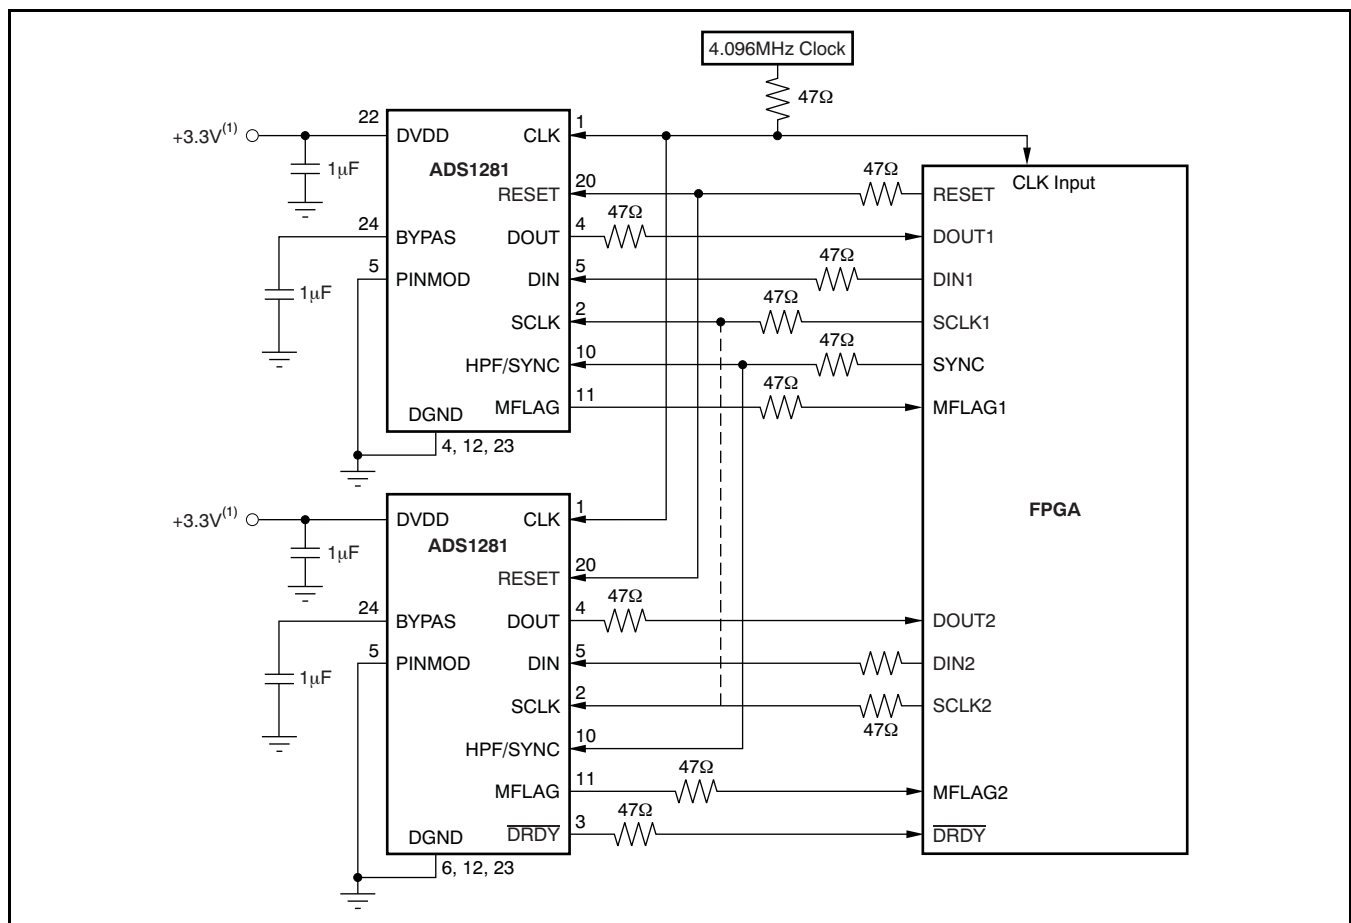 4.096MHz Clock
47Ω
+3.3V(1)
22
DVDD
CLK
1
ADS1281
1μF
CLK Input
RESET
20
47Ω
RESET
24
BYPAS
DOUT
4
47Ω
DOUT1
5
PINMOD
DIN
5
47Ω
DIN1
1μF
SCLK
2
47Ω
SCLK1
HPF/SYNC
10
47Ω
SYNC
MFLAG
11
47Ω
MFLAG1
DGND
4, 12, 23
FPGA
+3.3V(1)
DVDD
CLK
1
ADS1281
1μF
RESET
20
24
BYPAS
DOUT
4
47Ω
DOUT2
5
PINMOD
DIN
5
DIN2
1μF
SCLK
2
47Ω
SCLK2
HPF/SYNC
10
MFLAG
11
47Ω
MFLAG2
DGND
DRDY
3
47Ω
DRDY
6, 12, 23